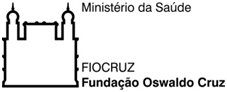 Ministério da Saúde
FIOCRUZ
Fundação Oswaldo Cruz